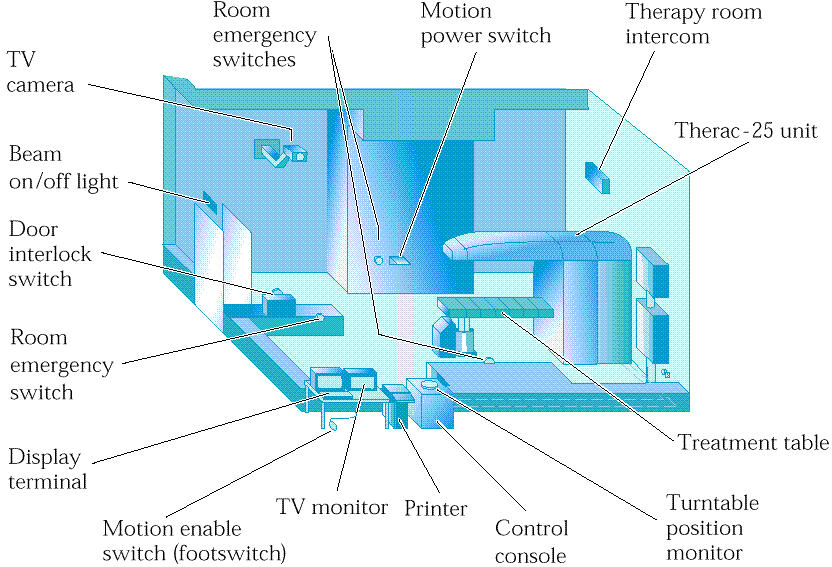 Room
emergency
switches
Motion
power switch
Therapy room
intercom
TV
camera
Therac-25 unit
Beam
on/off light
Door
interlock
switch
Room
emergency
switch
Display
terminal
Motion enable
switch (footswitch)
TV monitor
Printer
Control
console
Turntable
position
monitor
Treatment table